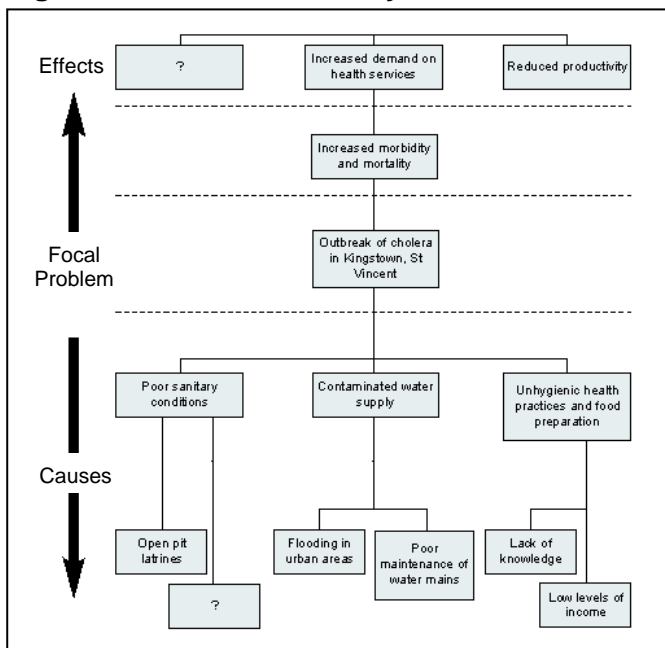 Effects
?
Increased demand on
health services
Reduced productivity
Increased morbidity
and mortality
Focal
Problem
Outbreak of cholera
in Kingstown, St
Vincent
Causes
Poor sanitary
conditions
Contaminated water
supply
Unhygienic health
practices and food
preparation
Open pit
latrines
?
Flooding in
urban areas
Poor
maintenance of
water mains
Lack of
knowledge
Low levels of
income